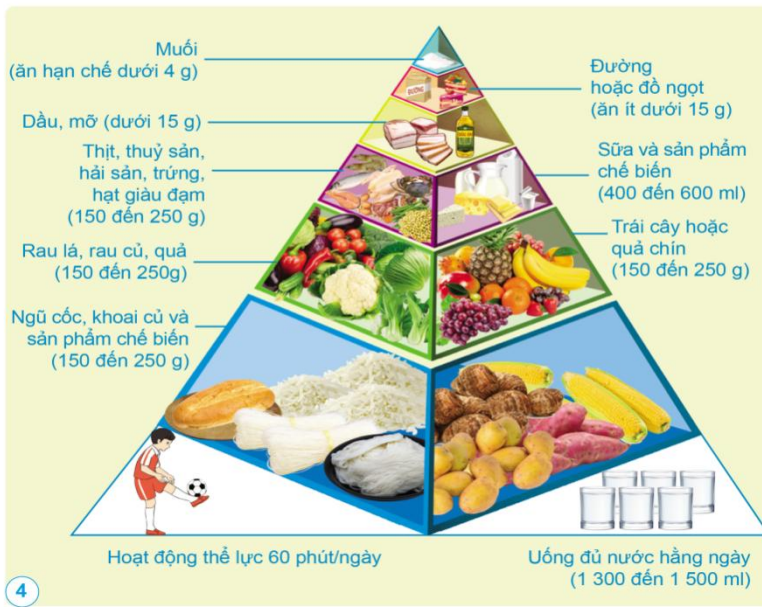 Muối
(ăn hạn chế dưới 4 g)
Đường
hoặc đồ ngọt
(ăn ít dưới 15 g)
ĐƯỜNG
Dầu, mỡ (dưới 15 g)
Thịt, thuỷ sản,
hải sản, trứng,
hạt giàu đạm
(150 đến 250 g)
Sữa và sản phẩm
chế biến
(400 đến 600 ml)
Rau lá, rau củ, quả
(150 đến 250g)
Trái cây hoặc
quả chín
(150 đến 250 g)
Ngũ cốc, khoai củ và
sản phẩm chế biến
(150 đến 250 g)
Hoạt động thể lực 60 phút/ngày
Uống đủ nước hằng ngày
(1 300 đến 1 500 ml)
4